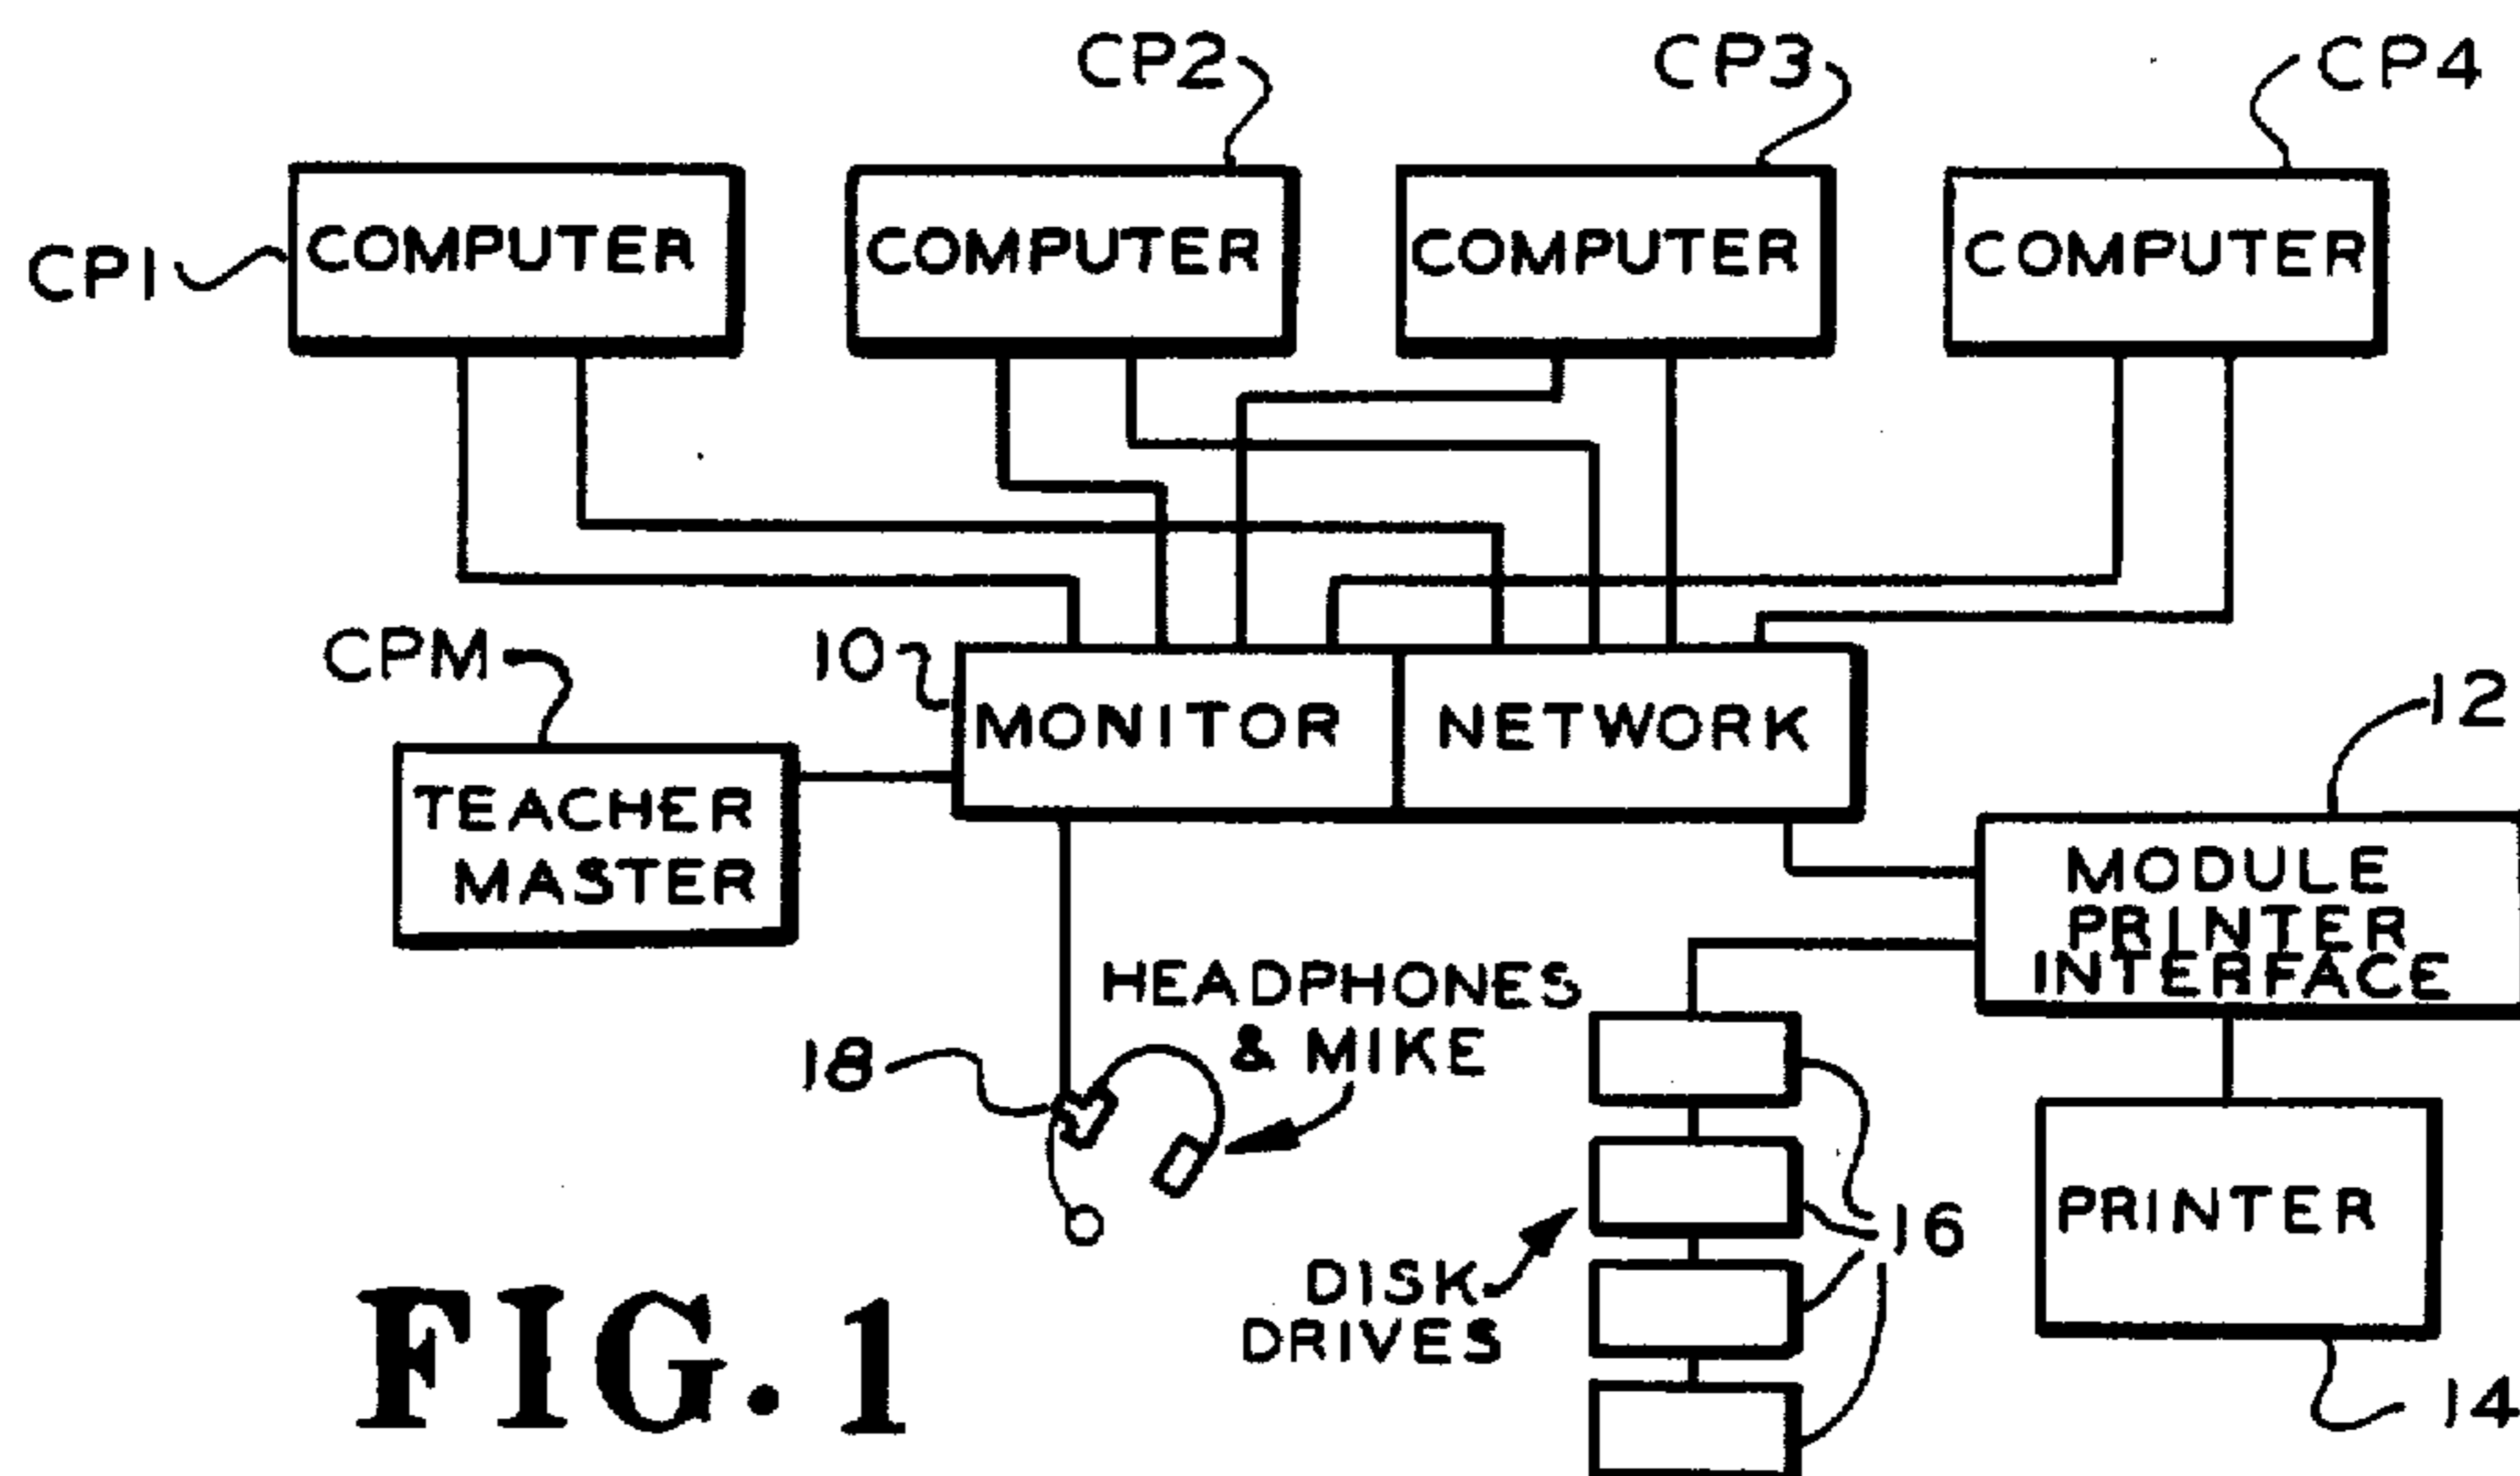 CP2
CP3
CP4
CP1
COMPUTER
COMPUTER
COMPUTER
COMPUTER
CPM
10
12
MONITOR
NETWORK
TEACHER
MASTER
MODULE
PRINTER
INTERFACE
HEADPHONES
& MIKE
18
16
PRINTER
DISK
DRIVES
14
FIG. 1